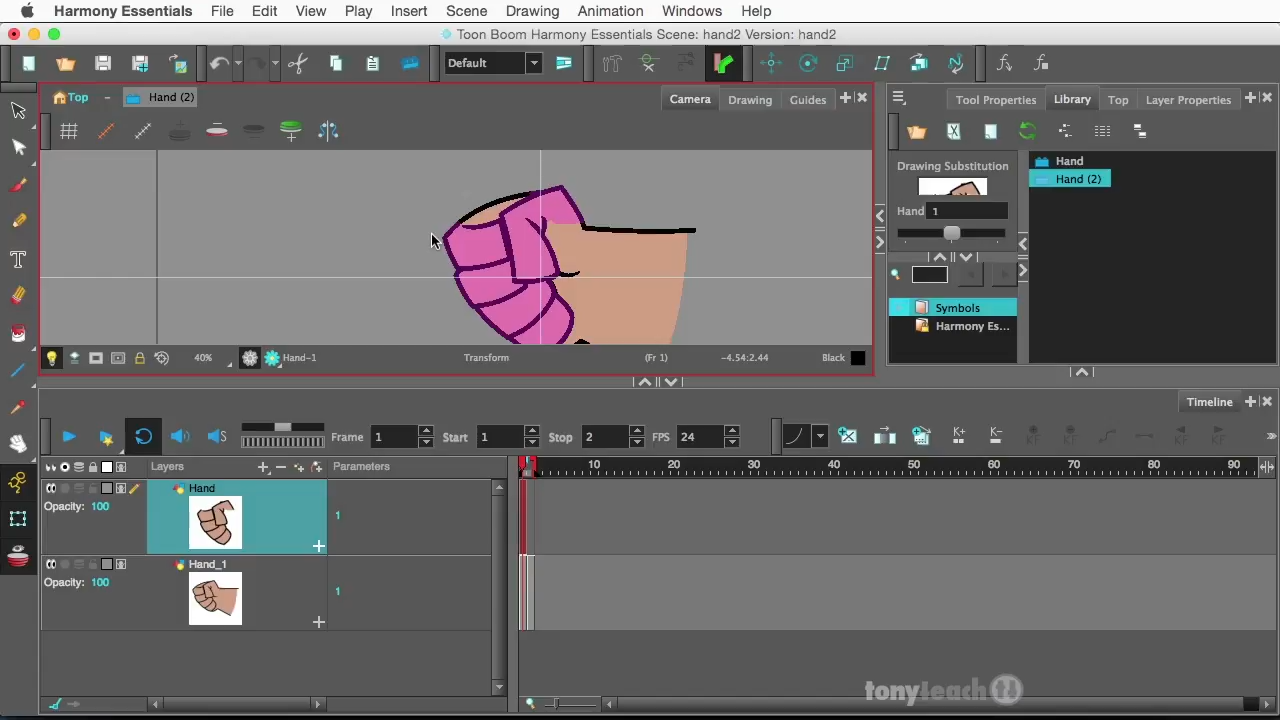 Harmony Essentials File Edit View Play Insert Scene Drawing Animation Windows Help
Toon Boom Harmony Essentials Scene: hand2 Version: hand2
Default
Top - Hand (2) Camera Drawing Guides
Tool Properties Library Top Layer Properties
Drawing Substitution
Hand 1
Hand
Hand (2)
Symbols
Harmony Es...
40% Hand-1 Transform (Fr 1) -4.54:2.44 Black
Timeline
Frame 1 Start 1 Stop 2 FPS 24
Layers Parameters 10 20 30 40 50 60 70 80 90
Hand
Opacity: 100 1
Hand_1
Opacity: 100 1
tonyteach